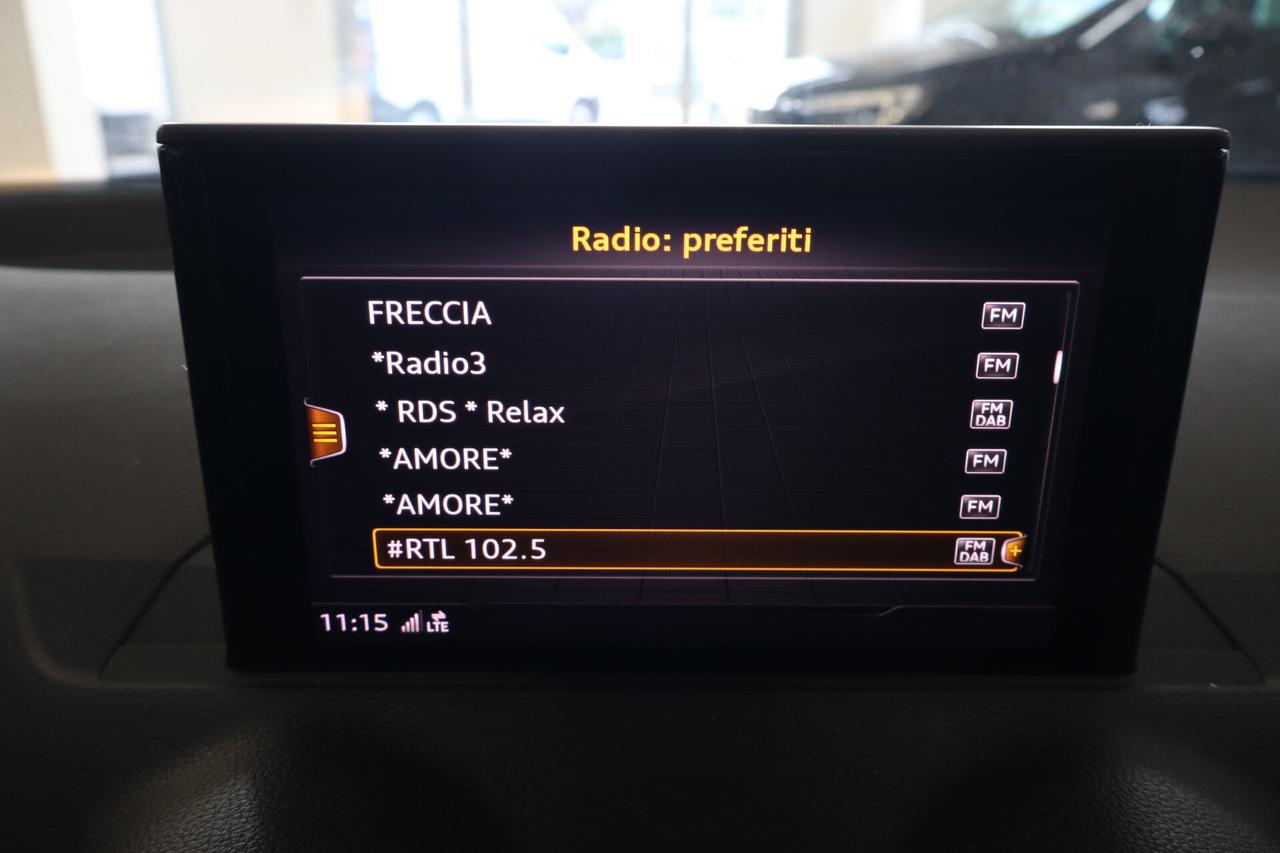 Radio: preferiti
FRECCIA FM
*Radio3 FM
* RDS * Relax FM DAB
*AMORE* FM
*AMORE* FM
#RTL 102.5 FM DAB +
11:15 LTE